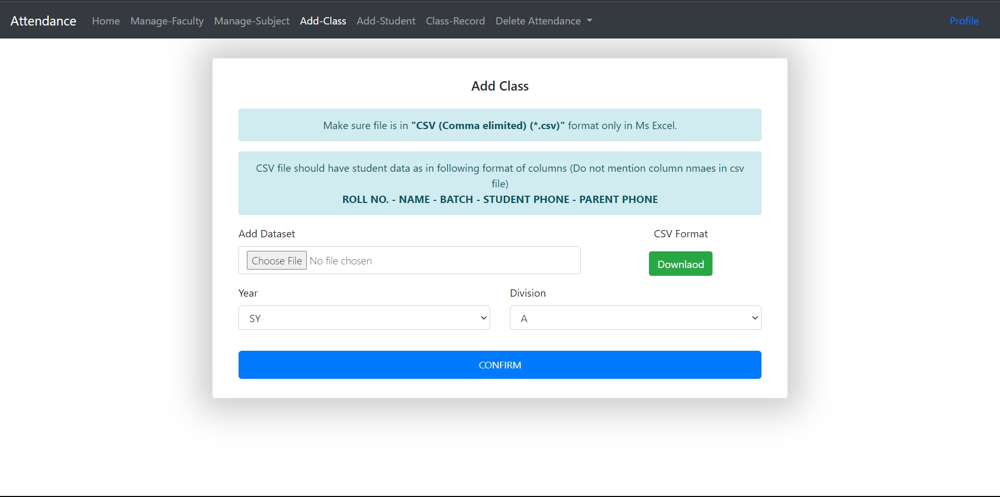 Attendance Home Manage-Faculty Manage-Subject Add-Class Add-Student Class-Record Delete Attendance Profile
Add Class
Make sure file is in "CSV (Comma elimited) (*.csv)" format only in Ms Excel.
CSV file should have student data as in following format of columns (Do not mention column nmaes in csv
file)
ROLL NO. - NAME - BATCH - STUDENT PHONE - PARENT PHONE
Add Dataset CSV Format
Choose File No file chosen Downlaod
Year Division
SY A
CONFIRM